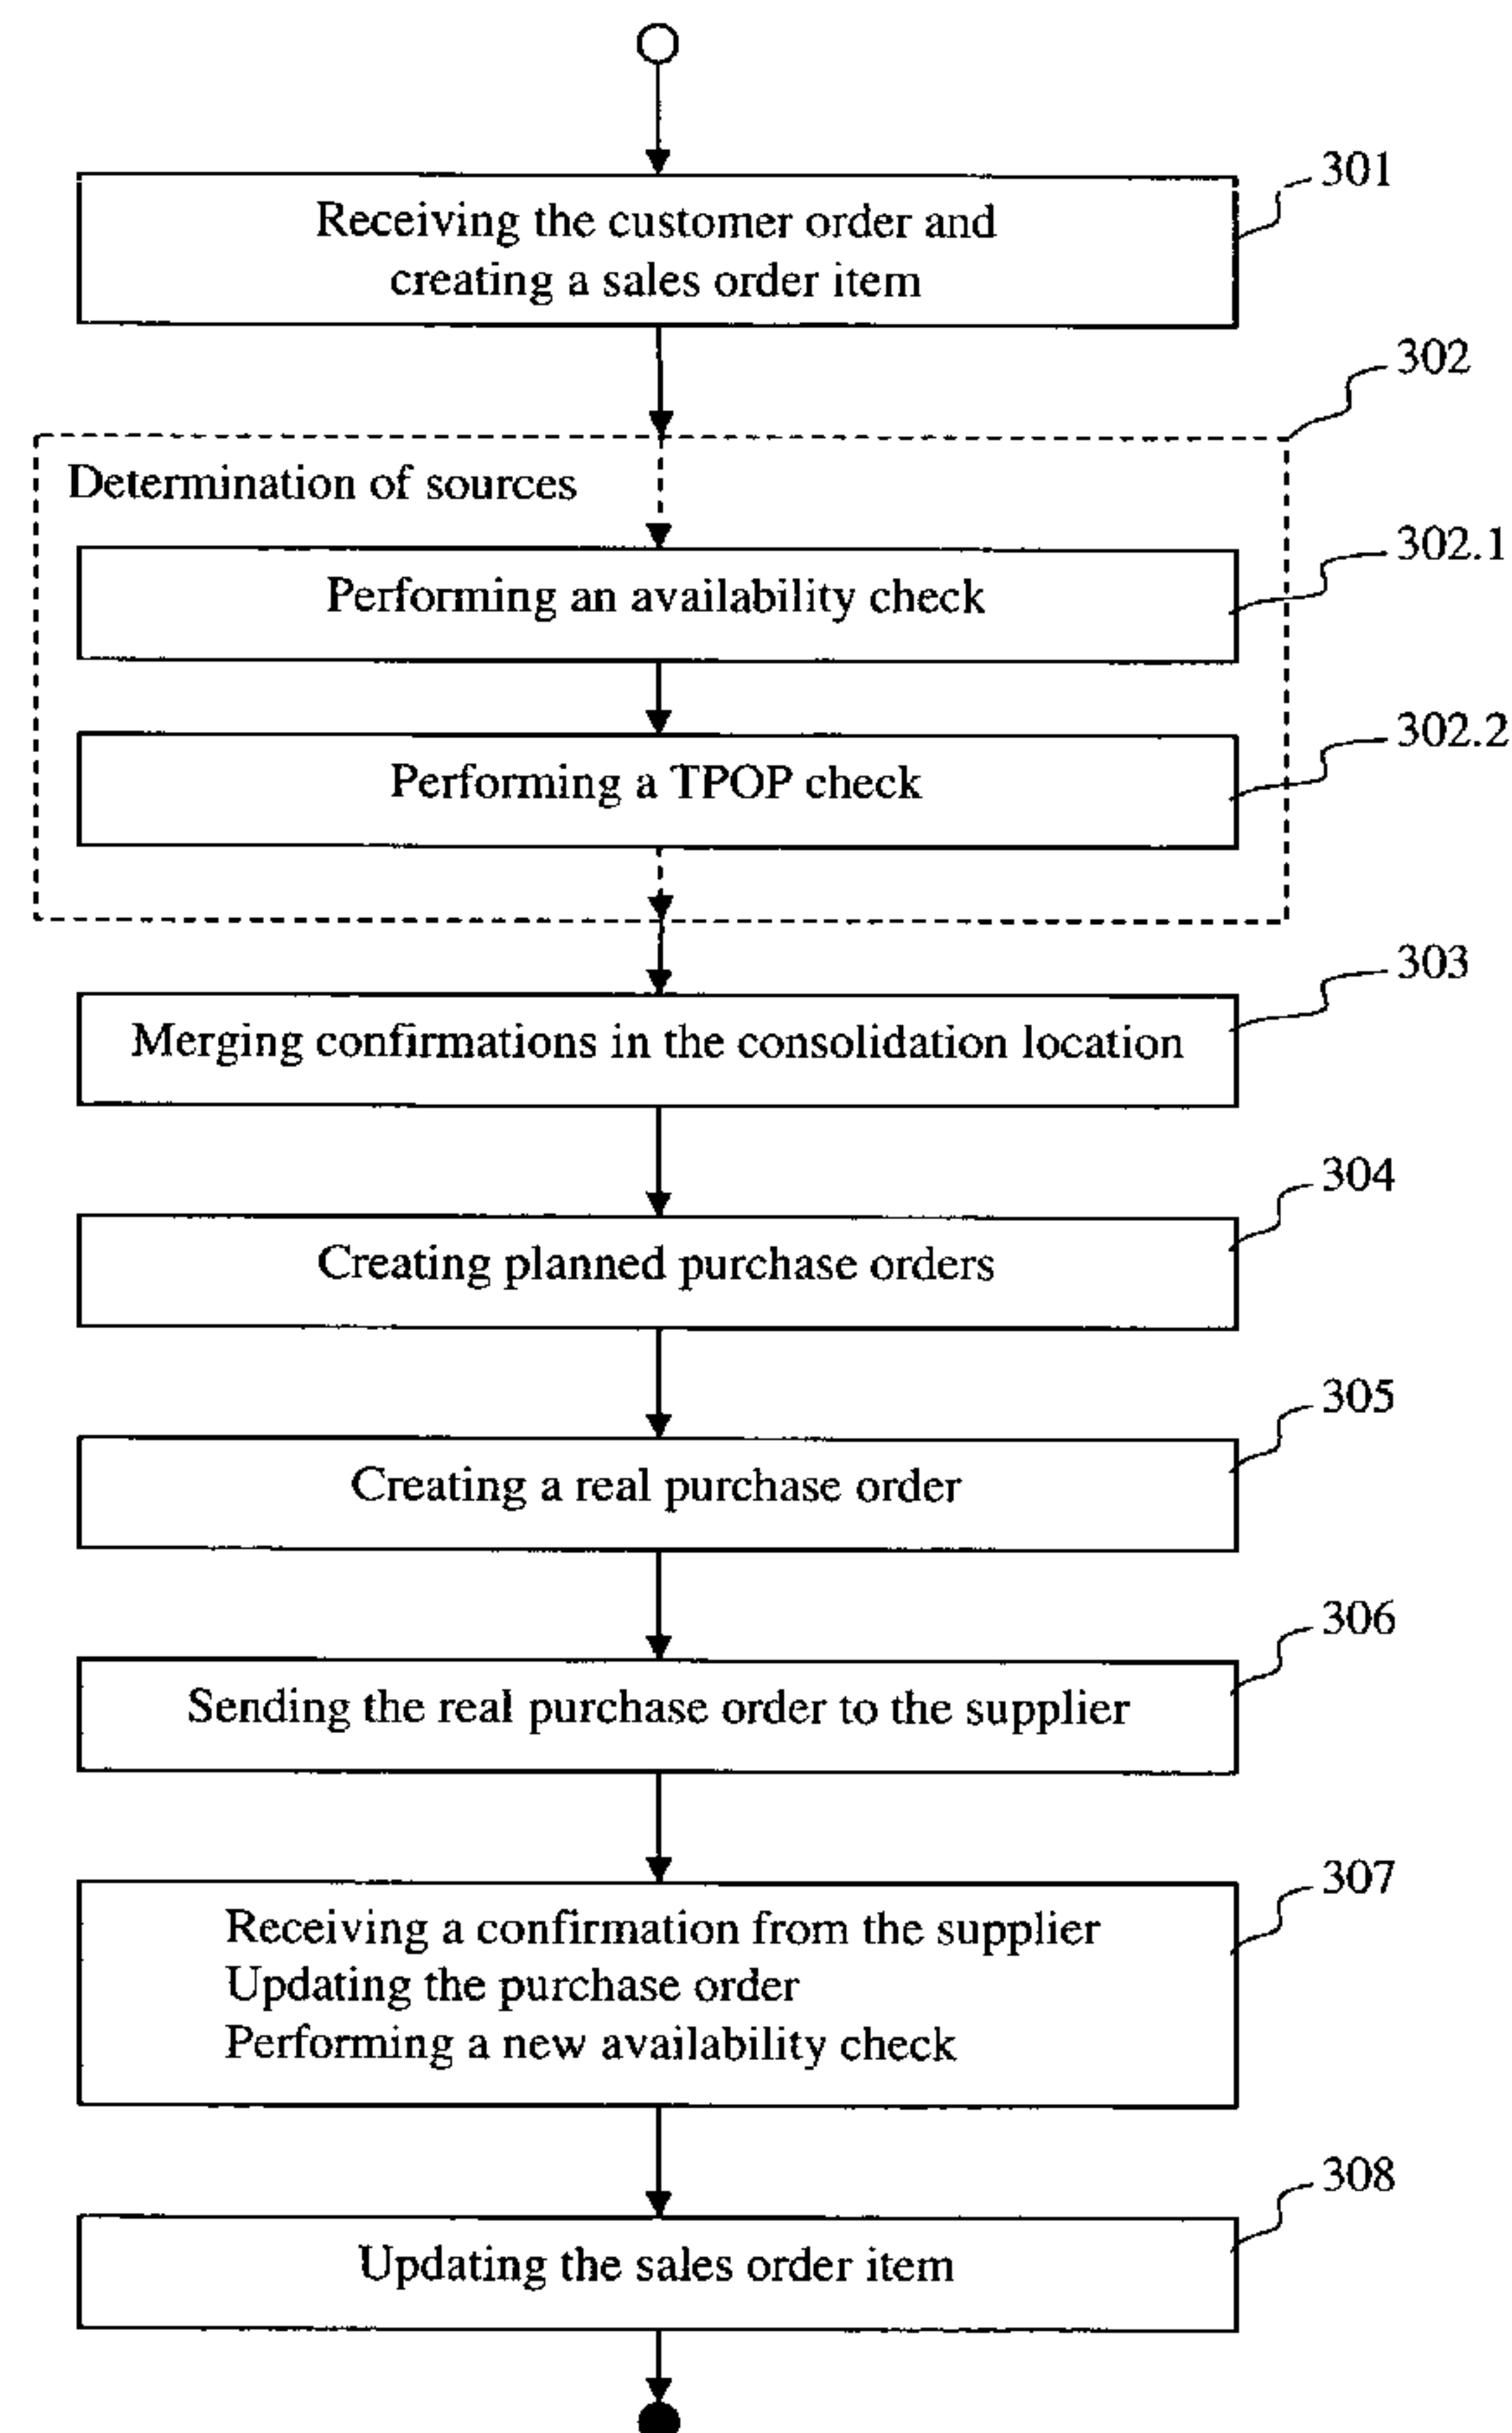 301
Receiving the customer order and
creating a sales order item
302
Determination of sources
302.1
Performing an availability check
302.2
Performing a TPOP check
303
Merging confirmations in the consolidation location
304
Creating planned purchase orders
305
Creating a real purchase order
306
Sending the real purchase order to the supplier
307
Receiving a confirmation from the supplier
Updating the purchase order
Performing a new availability check
308
Updating the sales order item